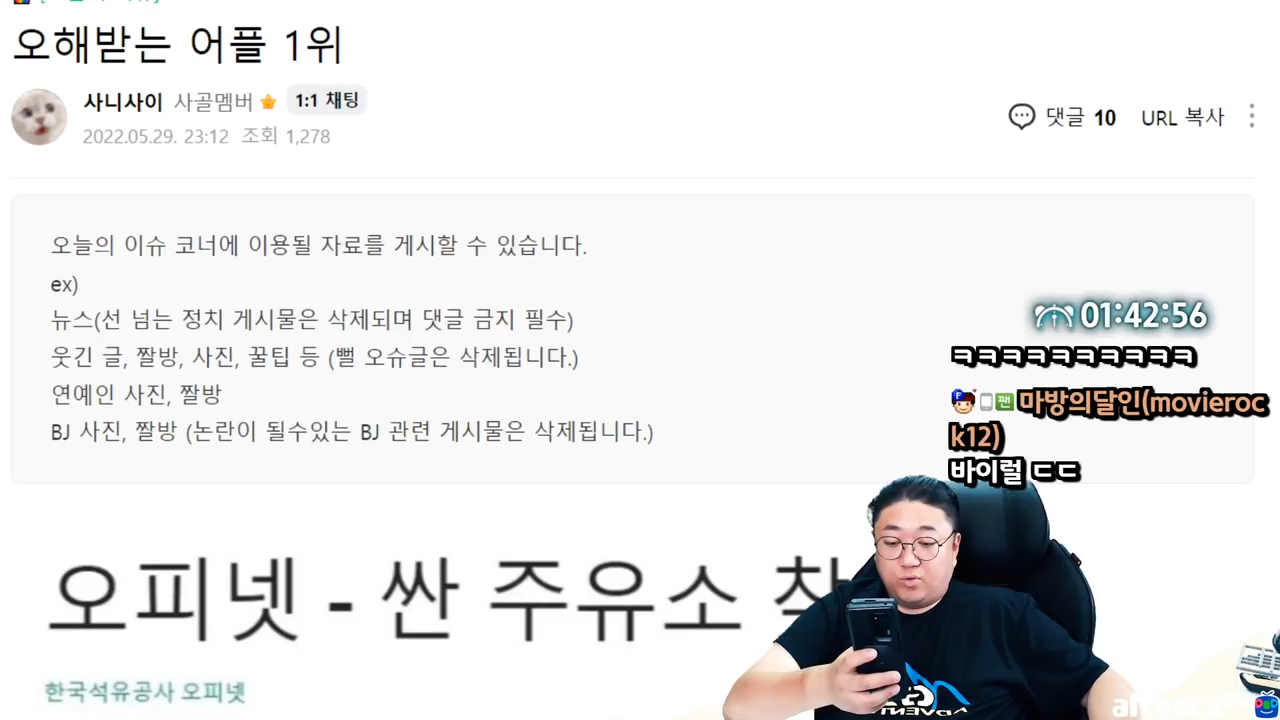 오해받는 어플 1위
사니사이 사골멤버 1:1 채팅
2022.05.29. 23:12 조회 1,278
댓글 10 URL 복사
오늘의 이슈 코너에 이용될 자료를 게시할 수 있습니다.
ex)
뉴스(선 넘는 정치 게시물은 삭제되며 댓글 금지 필수)
웃긴 글, 짤방, 사진, 꿀팁 등 (뻘 오슈글은 삭제됩니다.)
연예인 사진, 짤방
BJ 사진, 짤방 (논란이 될수있는 BJ 관련 게시물은 삭제됩니다.)
01:42:56
ㅋㅋㅋㅋㅋㅋㅋㅋㅋㅋ
팬 마방의달인(movieroc
k12)
바이럴 ㄷㄷ
오피넷 - 싼 주유소
한국석유공사 오피넷